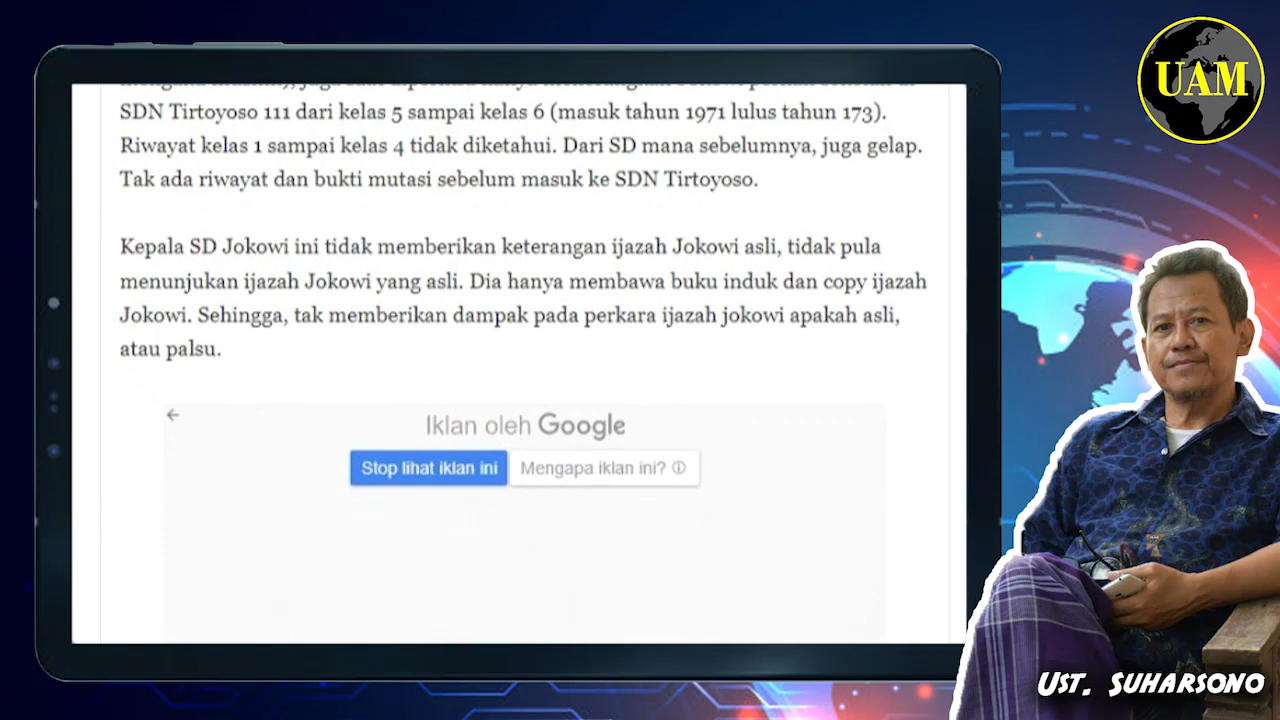 UAM
SDN Tirtoyoso 111 dari kelas 5 sampai kelas 6 (masuk tahun 1971 lulus tahun 173).
Riwayat kelas 1 sampai kelas 4 tidak diketahui. Dari SD mana sebelumnya, juga gelap.
Tak ada riwayat dan bukti mutasi sebelum masuk ke SDN Tirtoyoso.
Kepala SD Jokowi ini tidak memberikan keterangan ijazah Jokowi asli, tidak pula
menunjukan ijazah Jokowi yang asli. Dia hanya membawa buku induk dan copy ijazah
Jokowi. Sehingga, tak memberikan dampak pada perkara ijazah jokowi apakah asli,
atau palsu.
Iklan oleh Google
Stop lihat iklan ini
Mengapa iklan ini?
Ust. Suharsono